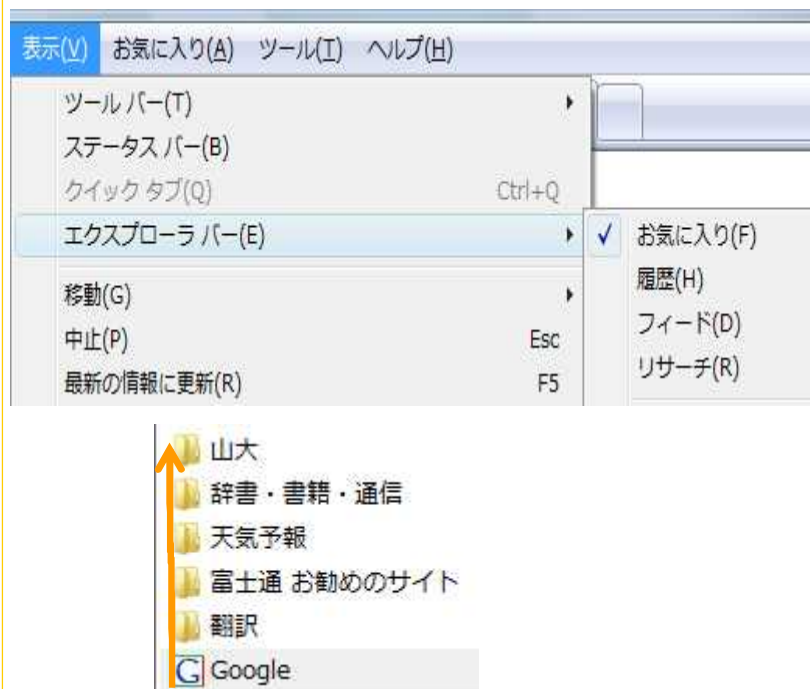 表示(V) お気に入り(A) ツール(T) ヘルプ(H)
ツール バー(T)
ステータス バー(B)
クイック タブ(Q) Ctrl+Q
エクスプローラ バー(E)
お気に入り(F)
履歴(H)
フィード(D)
リサーチ(R)
移動(G)
中止(P) Esc
最新の情報に更新(R) F5
山大
辞書・書籍・通信
天気予報
富士通 お勧めのサイト
翻訳
Google